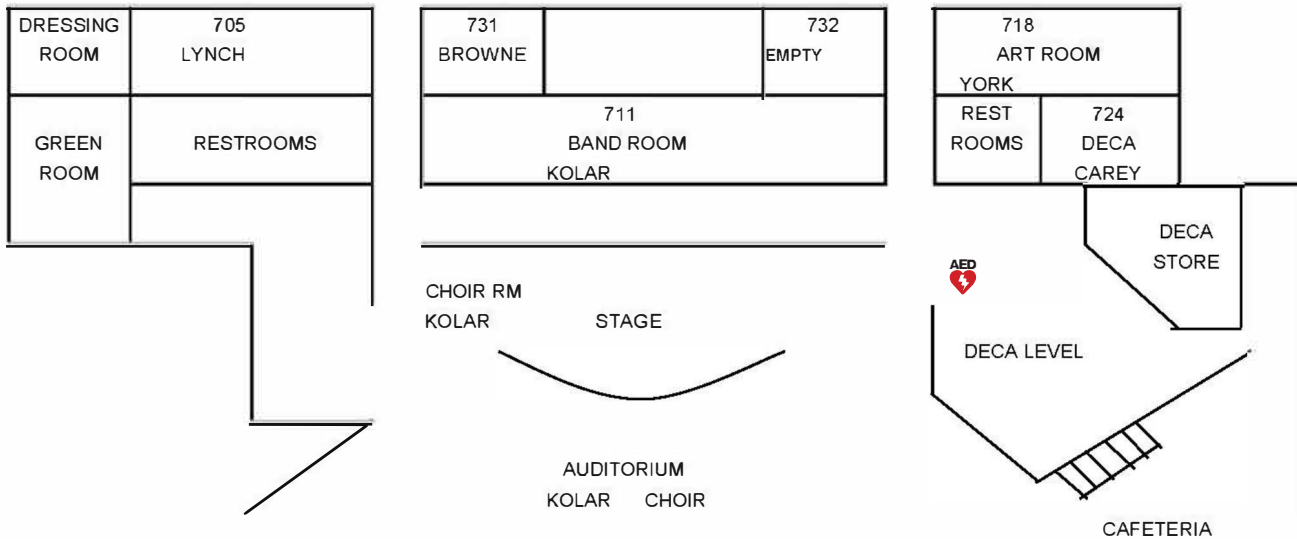 DRESSING
ROOM
705
LYNCH
GREEN
ROOM
RESTROOMS
731
BROWNE
732
EMPTY
711
BAND ROOM
KOLAR
718
ART ROOM
YORK
REST
ROOMS
724
DECA
CAREY
DECA
STORE
AED
CHOIR RM
KOLAR
STAGE
DECA LEVEL
AUDITORIUM
KOLAR CHOIR
CAFETERIA